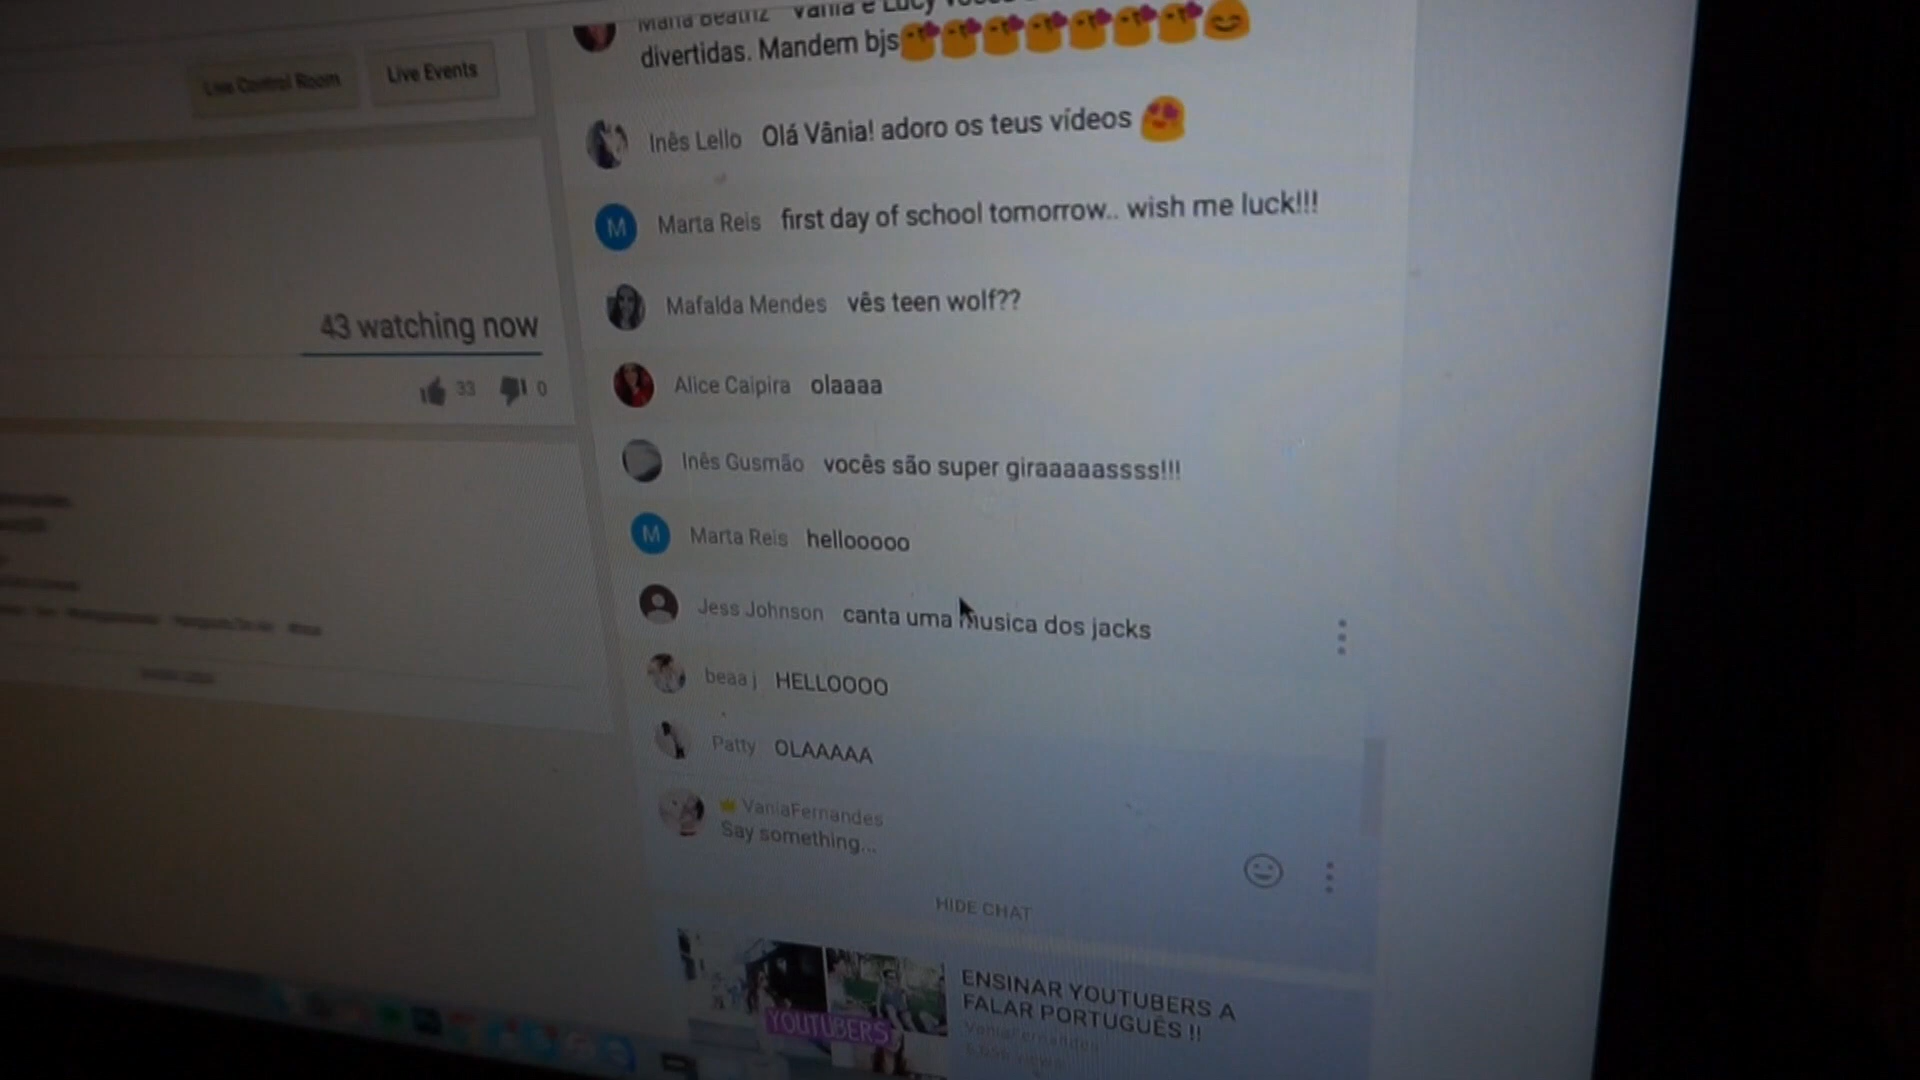 Maria Beatriz Vânia e Lucy
divertidas. Mandem bjs
Live Control Room
Live Events
Inês Lello Olá Vânia! adoro os teus vídeos
M Marta Reis first day of school tomorrow.. wish me luck!!!
Mafalda Mendes vês teen wolf??
43 watching now
33 0
Alice Caipira olaaaa
Inês Gusmão vocês são super giraaaaassss!!!
M Marta Reis hellooooo
Jess Johnson canta uma musica dos jacks
beaa j HELLOOOO
Patty OLAAAAA
VaniaFernandes
Say something...
HIDE CHAT
ENSINAR YOUTUBERS A
FALAR PORTUGUÊS !!
VaniaFernandes
YOUTUBERS